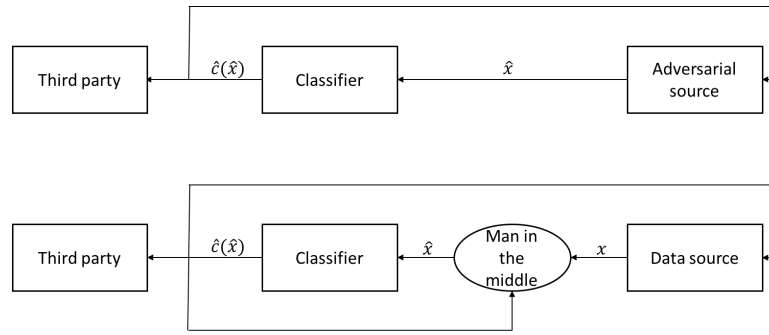 Third party
ĉ(x̂)
Classifier
x̂
Adversarial
source
Third party
ĉ(x̂)
Classifier
x̂
Man in
the
middle
x
Data source